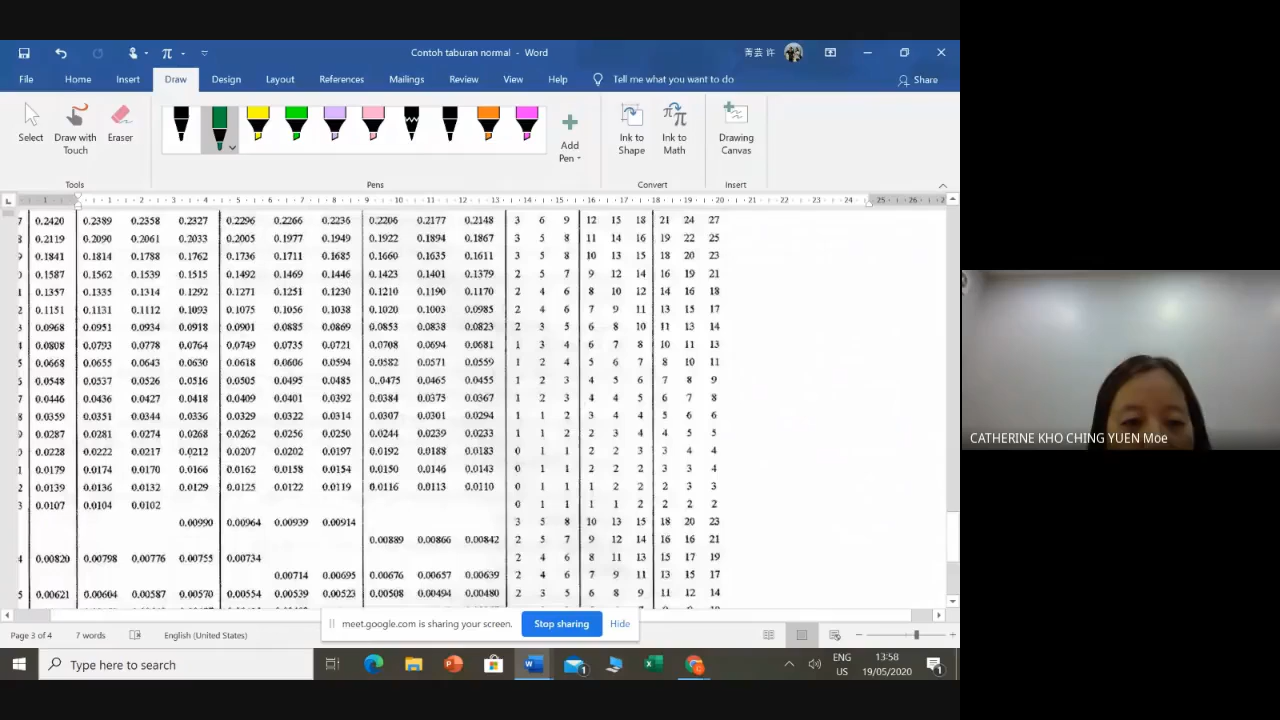 Contoh taburan normal - Word
菁芸 许
File Home Insert Draw Design Layout References Mailings Review View Help Tell me what you want to do Share
Select
Draw with Touch
Eraser
Add Pen
Ink to Shape
Ink to Math
Drawing Canvas
Tools Pens Convert Insert
7 0.2420 0.2389 0.2358 0.2327 0.2296 0.2266 0.2236 0.2206 0.2177 0.2148 3 6 9 12 15 18 21 24 27
8 0.2119 0.2090 0.2061 0.2033 0.2005 0.1977 0.1949 0.1922 0.1894 0.1867 3 5 8 11 14 16 19 22 25
9 0.1841 0.1814 0.1788 0.1762 0.1736 0.1711 0.1685 0.1660 0.1635 0.1611 3 5 8 10 13 15 18 20 23
0 0.1587 0.1562 0.1539 0.1515 0.1492 0.1469 0.1446 0.1423 0.1401 0.1379 2 5 7 9 12 14 16 19 21
1 0.1357 0.1335 0.1314 0.1292 0.1271 0.1251 0.1230 0.1210 0.1190 0.1170 2 4 6 8 10 12 14 16 18
2 0.1151 0.1131 0.1112 0.1093 0.1075 0.1056 0.1038 0.1020 0.1003 0.0985 2 4 6 7 9 11 13 15 17
3 0.0968 0.0951 0.0934 0.0918 0.0901 0.0885 0.0869 0.0853 0.0838 0.0823 2 3 5 6 8 10 11 13 14
4 0.0808 0.0793 0.0778 0.0764 0.0749 0.0735 0.0721 0.0708 0.0694 0.0681 1 3 4 6 7 8 10 11 13
5 0.0668 0.0655 0.0643 0.0630 0.0618 0.0606 0.0594 0.0582 0.0571 0.0559 1 2 4 5 6 7 8 10 11
6 0.0548 0.0537 0.0526 0.0516 0.0505 0.0495 0.0485 0..0475 0.0465 0.0455 1 2 3 4 5 6 7 8 9
7 0.0446 0.0436 0.0427 0.0418 0.0409 0.0401 0.0392 0.0384 0.0375 0.0367 1 2 3 4 4 5 6 7 8
8 0.0359 0.0351 0.0344 0.0336 0.0329 0.0322 0.0314 0.0307 0.0301 0.0294 1 1 2 3 4 4 5 6 6
9 0.0287 0.0281 0.0274 0.0268 0.0262 0.0256 0.0250 0.0244 0.0239 0.0233 1 1 2 2 3 4 4 5 5
0 0.0228 0.0222 0.0217 0.0212 0.0207 0.0202 0.0197 0.0192 0.0188 0.0183 0 1 1 2 2 3 3 4 4
1 0.0179 0.0174 0.0170 0.0166 0.0162 0.0158 0.0154 0.0150 0.0146 0.0143 0 1 1 2 2 2 3 3 4
2 0.0139 0.0136 0.0132 0.0129 0.0125 0.0122 0.0119 0.0116 0.0113 0.0110 0 1 1 1 2 2 2 3 3
3 0.0107 0.0104 0.0102 0 1 1 1 1 2 2 2 2
0.00990 0.00964 0.00939 0.00914 3 5 8 10 13 15 18 20 23
0.00889 0.00866 0.00842 2 5 7 9 12 14 16 16 21
4 0.00820 0.00798 0.00776 0.00755 0.00734 2 4 6 8 11 13 15 17 19
0.00714 0.00695 0.00676 0.00657 0.00639 2 4 6 7 9 11 13 15 17
5 0.00621 0.00604 0.00587 0.00570 0.00554 0.00539 0.00523 0.00508 0.00494 0.00480 2 3 5 6 8 9 11 12 14
meet.google.com is sharing your screen. Stop sharing Hide
Page 3 of 4 7 words English (United States)
Type here to search
ENG US
13:58
19/05/2020
CATHERINE KHO CHING YUEN Moe